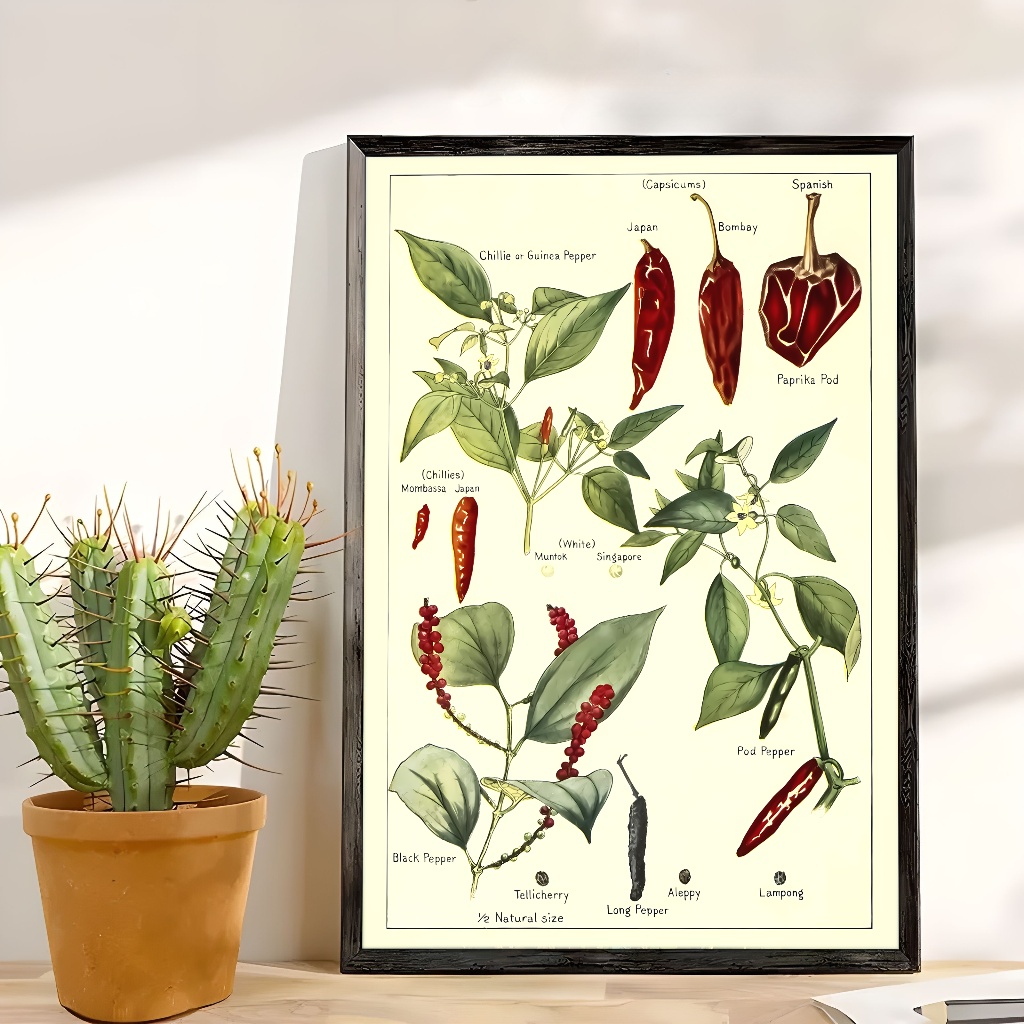 (Capsicums)
Spanish
Japan
Bombay
Chillie or Guinea Pepper
Paprika Pod
(Chillies)
Mombassa Japan
(White)
Muntok Singapore
Pod Pepper
Black Pepper
Tellicherry
Aleppy
Lampong
Long Pepper
½ Natural size